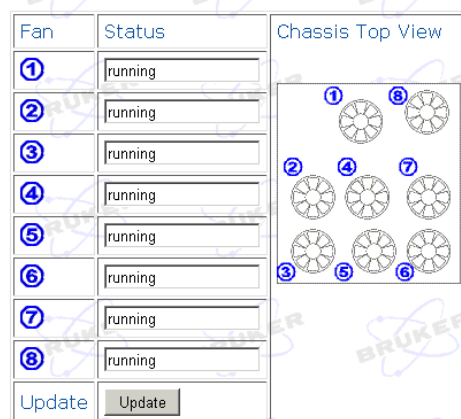 Fan Status Chassis Top View
1 running
2 running
3 running
4 running
5 running
6 running
7 running
8 running
Update Update
1 8
2 4 7
3 5 6
BRUKER
BRUKER
BRUKER
BRUKER